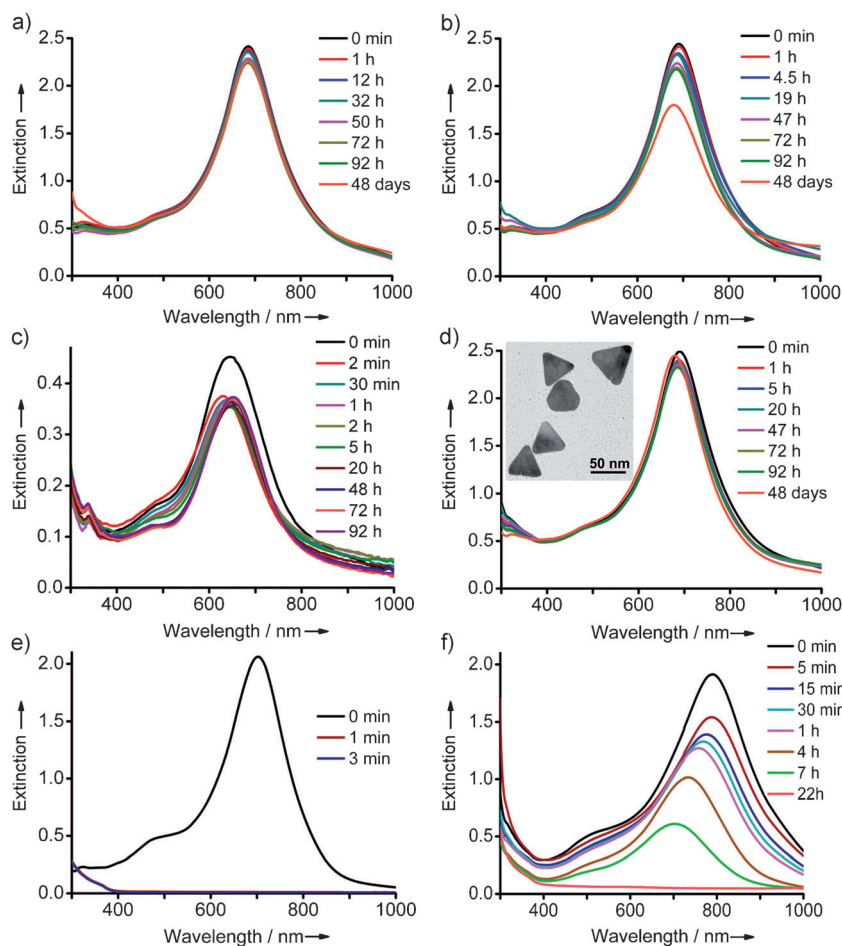 a)
Extinction
2.5
2.0
1.5
1.0
0.5
0.0
400 600 800 1000
Wavelength / nm
0 min
1 h
12 h
32 h
50 h
72 h
92 h
48 days
b)
Extinction
2.5
2.0
1.5
1.0
0.5
0.0
400 600 800 1000
Wavelength / nm
0 min
1 h
4.5 h
19 h
47 h
72 h
92 h
48 days
c)
Extinction
0.4
0.3
0.2
0.1
0.0
400 600 800 1000
Wavelength / nm
0 min
2 min
30 min
1 h
2 h
5 h
20 h
48 h
72 h
92 h
d)
Extinction
2.5
2.0
1.5
1.0
0.5
0.0
400 600 800 1000
Wavelength / nm
50 nm
0 min
1 h
5 h
20 h
47 h
72 h
92 h
48 days
e)
Extinction
2.0
1.5
1.0
0.5
0.0
400 600 800 1000
Wavelength / nm
0 min
1 min
3 min
f)
Extinction
2.0
1.5
1.0
0.5
0.0
400 600 800 1000
Wavelength / nm
0 min
5 min
15 min
30 min
1 h
4 h
7 h
22h